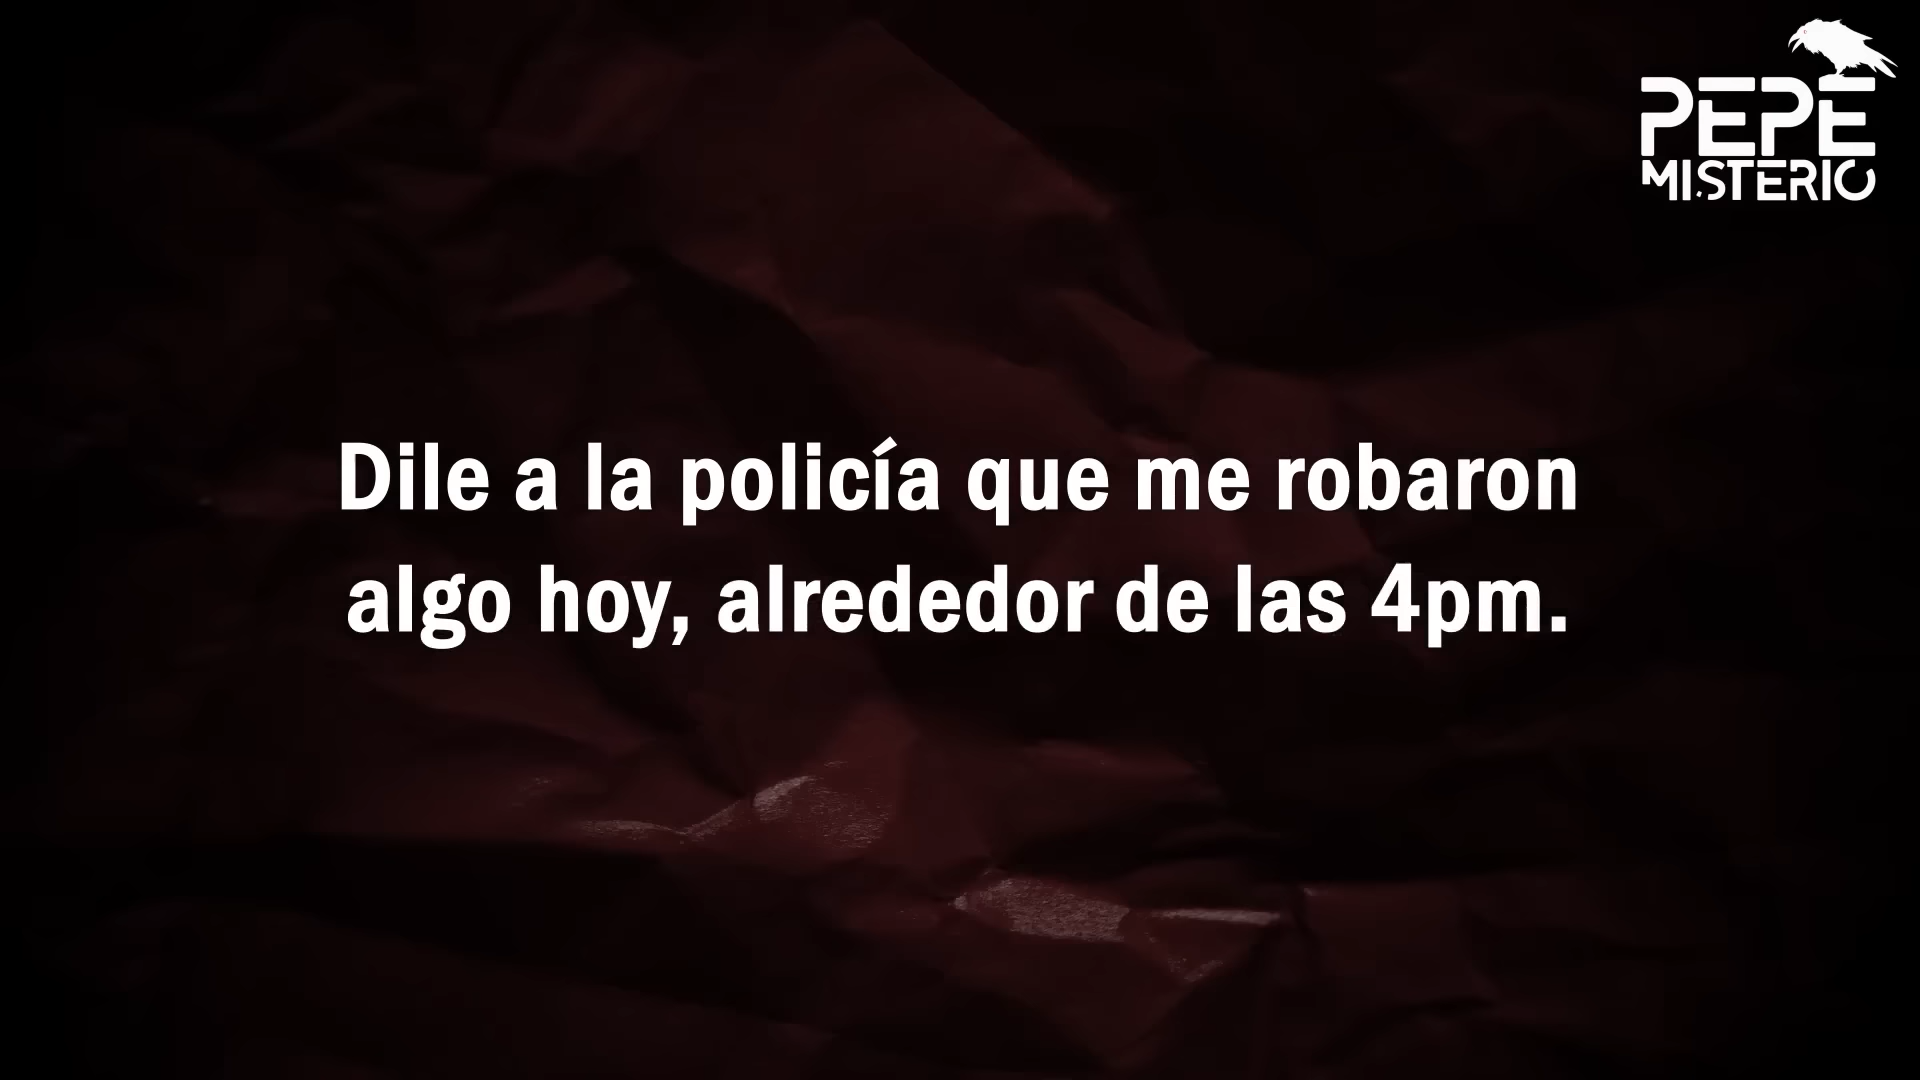 PEPE
MISTERIO
Dile a la policía que me robaron
algo hoy, alrededor de las 4pm.